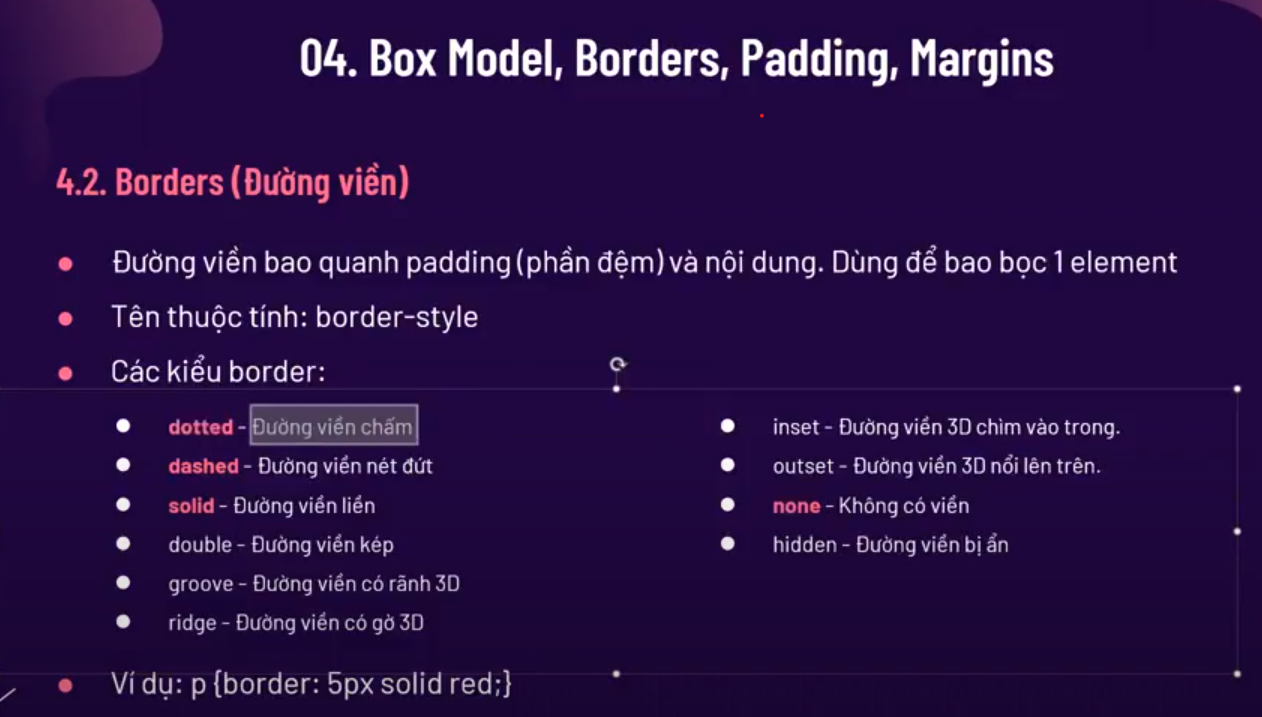 04. Box Model, Borders, Padding, Margins
4.2. Borders (Đường viền)
Đường viền bao quanh padding (phần đệm) và nội dung. Dùng để bao bọc 1 element
Tên thuộc tính: border-style
Các kiểu border:
dotted - Đường viền chấm
dashed - Đường viền nét đứt
solid - Đường viền liền
double - Đường viền kép
groove - Đường viền có rãnh 3D
ridge - Đường viền có gờ 3D
inset - Đường viền 3D chìm vào trong.
outset - Đường viền 3D nổi lên trên.
none - Không có viền
hidden - Đường viền bị ẩn
Ví dụ: p {border: 5px solid red;}